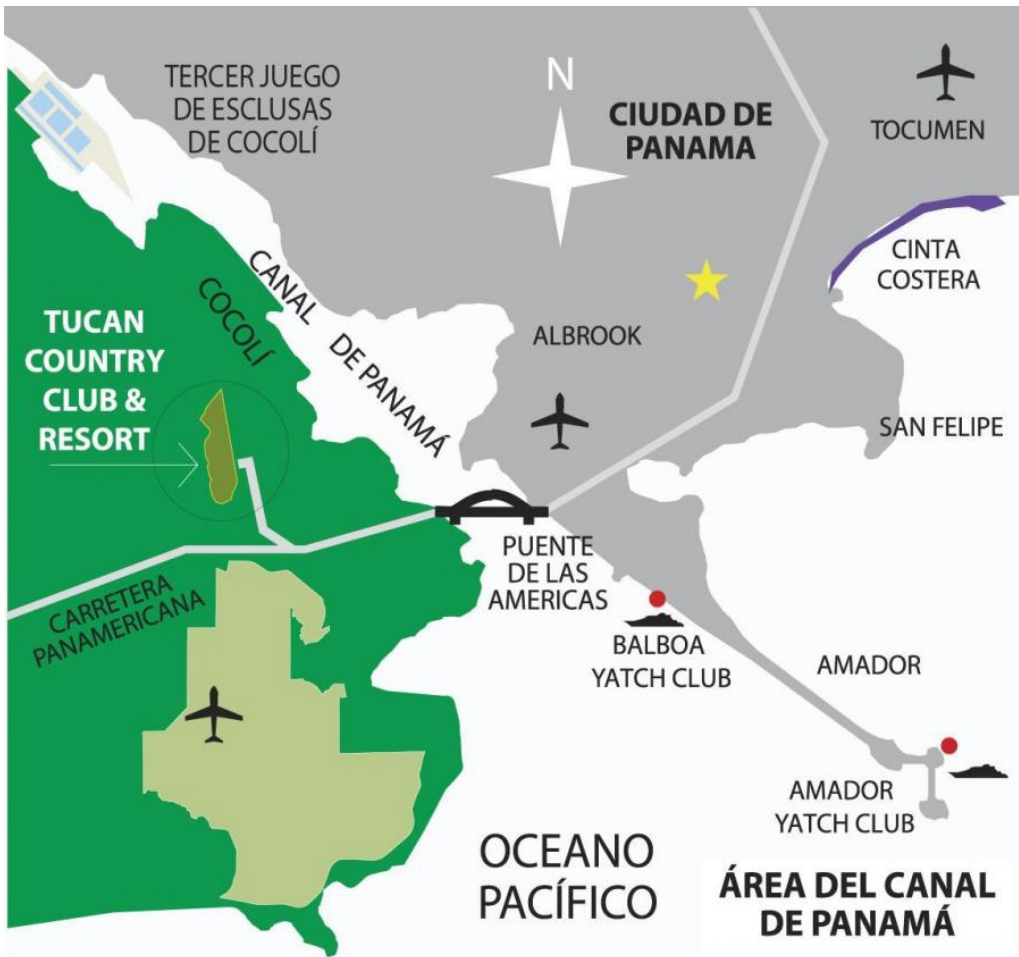 TERCER JUEGO
DE ESCLUSAS
DE COCOLÍ
N
CIUDAD DE
PANAMA
TOCUMEN
CINTA
COSTERA
CANAL
DE PANAMÁ
COCOLÍ
TUCAN
COUNTRY
CLUB &
RESORT
ALBROOK
SAN FELIPE
PUENTE
DE LAS
AMERICAS
CARRETERA
PANAMERICANA
BALBOA
YATCH CLUB
AMADOR
AMADOR
YATCH CLUB
OCEANO
PACÍFICO
ÁREA DEL CANAL
DE PANAMÁ